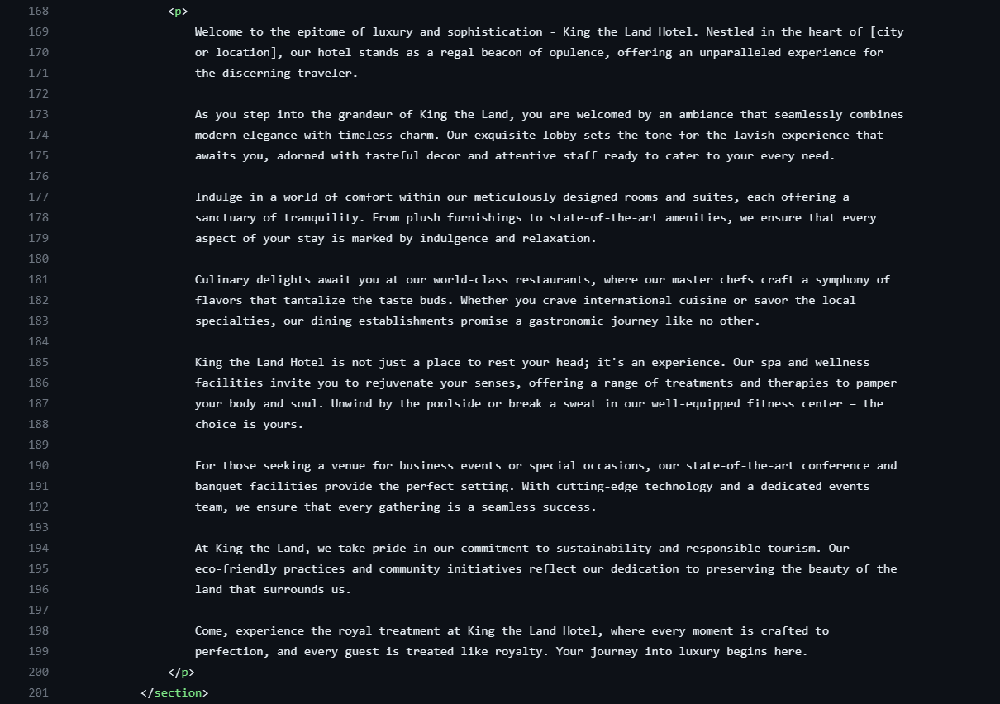 168 <p>
169 Welcome to the epitome of luxury and sophistication - King the Land Hotel. Nestled in the heart of [city
170 or location], our hotel stands as a regal beacon of opulence, offering an unparalleled experience for
171 the discerning traveler.
172
173 As you step into the grandeur of King the Land, you are welcomed by an ambiance that seamlessly combines
174 modern elegance with timeless charm. Our exquisite lobby sets the tone for the lavish experience that
175 awaits you, adorned with tasteful decor and attentive staff ready to cater to your every need.
176
177 Indulge in a world of comfort within our meticulously designed rooms and suites, each offering a
178 sanctuary of tranquility. From plush furnishings to state-of-the-art amenities, we ensure that every
179 aspect of your stay is marked by indulgence and relaxation.
180
181 Culinary delights await you at our world-class restaurants, where our master chefs craft a symphony of
182 flavors that tantalize the taste buds. Whether you crave international cuisine or savor the local
183 specialties, our dining establishments promise a gastronomic journey like no other.
184
185 King the Land Hotel is not just a place to rest your head; it's an experience. Our spa and wellness
186 facilities invite you to rejuvenate your senses, offering a range of treatments and therapies to pamper
187 your body and soul. Unwind by the poolside or break a sweat in our well-equipped fitness center – the
188 choice is yours.
189
190 For those seeking a venue for business events or special occasions, our state-of-the-art conference and
191 banquet facilities provide the perfect setting. With cutting-edge technology and a dedicated events
192 team, we ensure that every gathering is a seamless success.
193
194 At King the Land, we take pride in our commitment to sustainability and responsible tourism. Our
195 eco-friendly practices and community initiatives reflect our dedication to preserving the beauty of the
196 land that surrounds us.
197
198 Come, experience the royal treatment at King the Land Hotel, where every moment is crafted to
199 perfection, and every guest is treated like royalty. Your journey into luxury begins here.
200 </p>
201 </section>